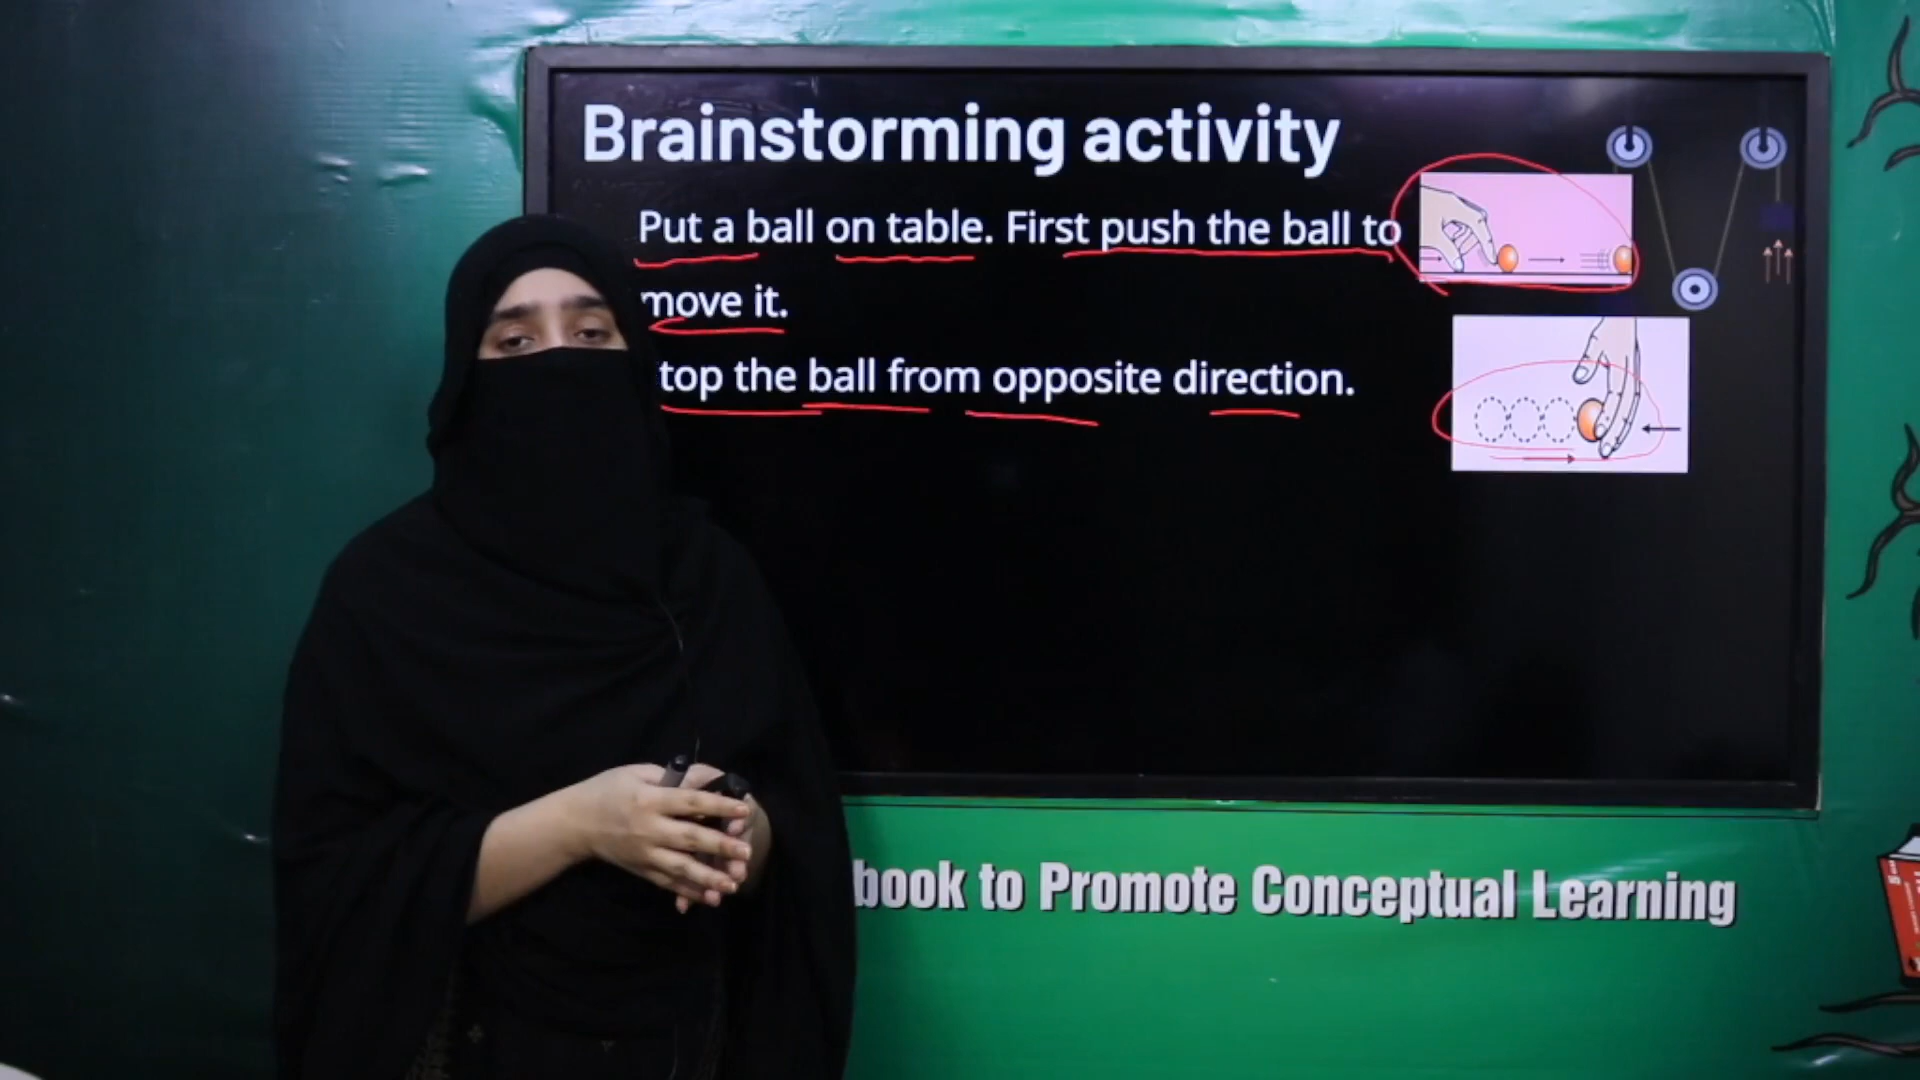 Brainstorming activity
Put a ball on table. First push the ball to
move it.
top the ball from opposite direction.
book to Promote Conceptual Learning